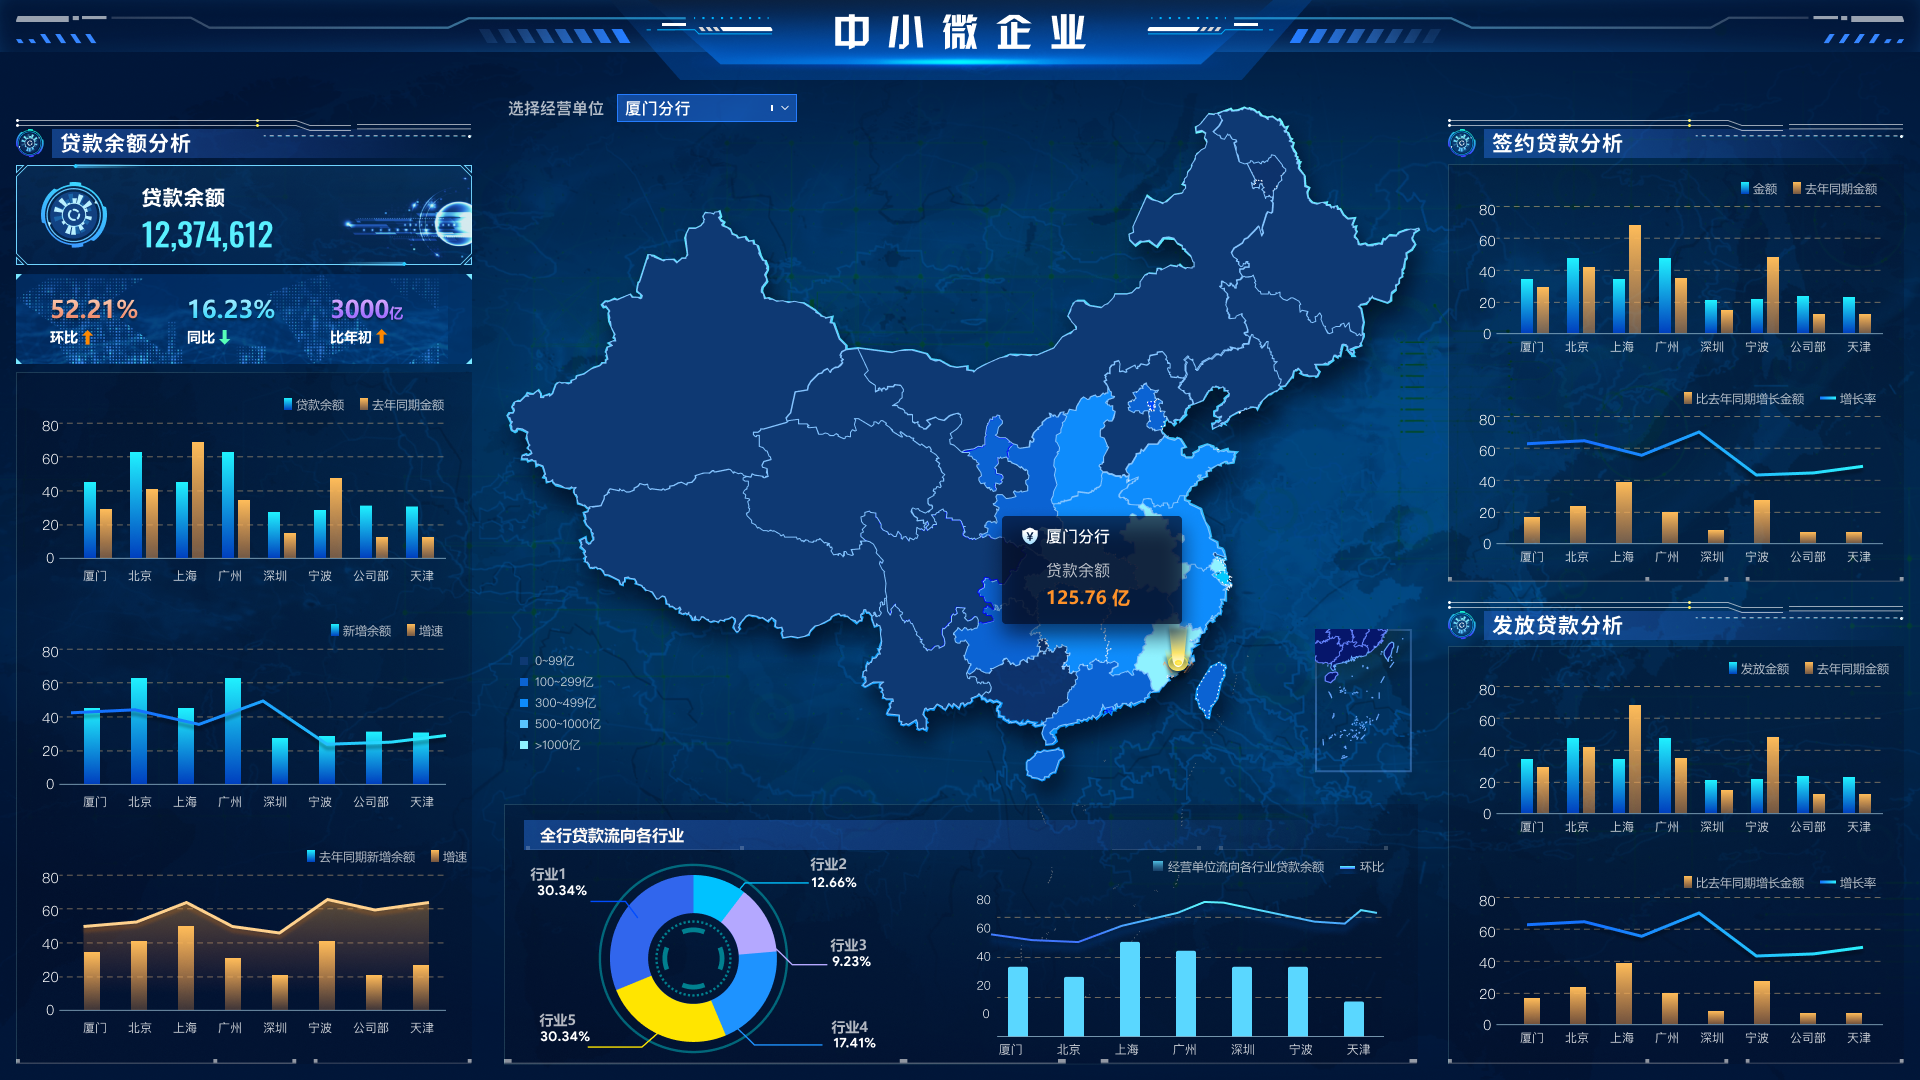 中小微企业
选择经营单位 厦门分行
贷款余额分析
贷款余额
12,374,612
52.21% 16.23% 3000亿
环比 同比 比年初
贷款余额 去年同期金额
80
60
40
20
0
厦门 北京 上海 广州 深圳 宁波 公司部 天津
新增余额 增速
80
60
40
20
0
厦门 北京 上海 广州 深圳 宁波 公司部 天津
去年同期新增余额 增速
80
60
40
20
0
厦门 北京 上海 广州 深圳 宁波 公司部 天津
厦门分行
贷款余额
125.76 亿
0~99亿
100~299亿
300~499亿
500~1000亿
>1000亿
全行贷款流向各行业
行业1
30.34%
行业2
12.66%
行业3
9.23%
行业4
17.41%
行业5
30.34%
经营单位流向各行业贷款余额 环比
80
60
40
20
0
厦门 北京 上海 广州 深圳 宁波 天津
签约贷款分析
金额 去年同期金额
80
60
40
20
0
厦门 北京 上海 广州 深圳 宁波 公司部 天津
比去年同期增长金额 增长率
80
60
40
20
0
厦门 北京 上海 广州 深圳 宁波 公司部 天津
发放贷款分析
发放金额 去年同期金额
80
60
40
20
0
厦门 北京 上海 广州 深圳 宁波 公司部 天津
比去年同期增长金额 增长率
80
60
40
20
0
厦门 北京 上海 广州 深圳 宁波 公司部 天津